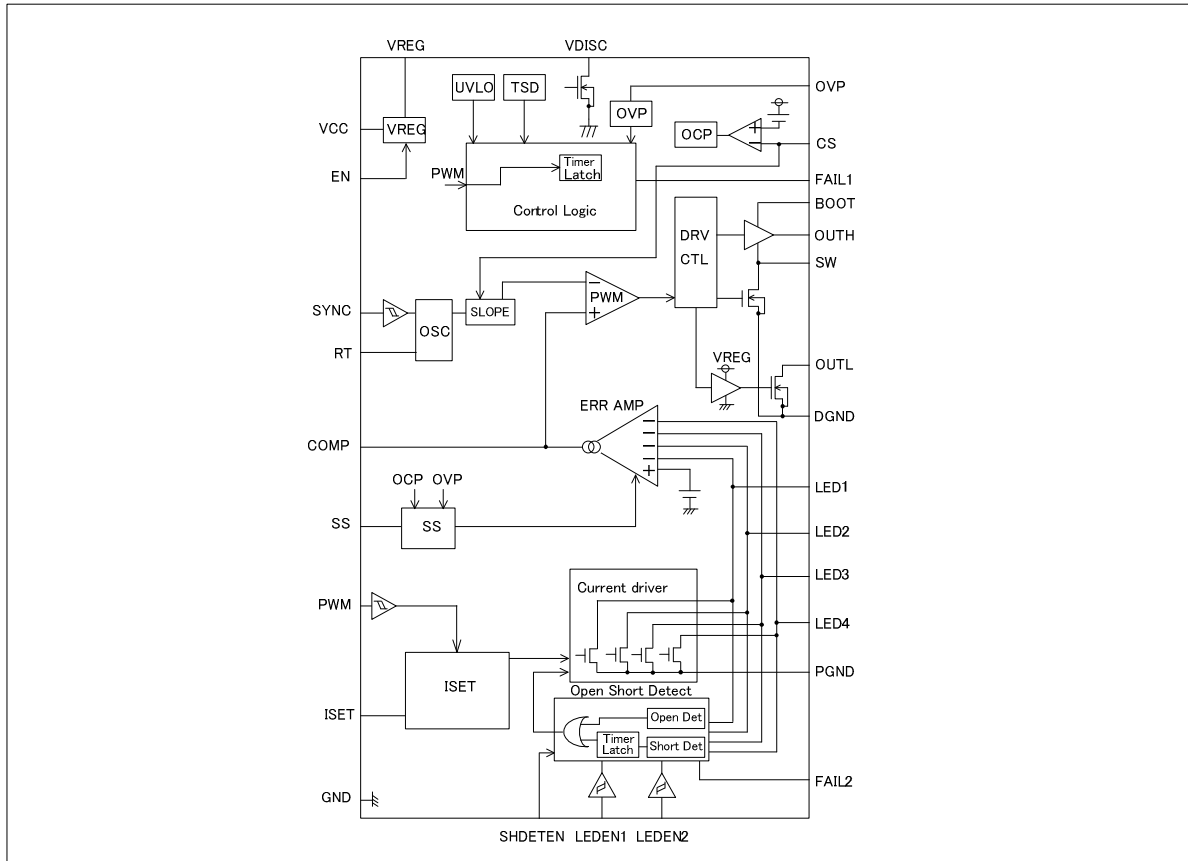 VREG
VDISC
UVLO
TSD
OVP
OVP
VCC
VREG
OCP
+
−
CS
EN
PWM
Timer
Latch
FAIL1
Control Logic
BOOT
DRV
CTL
OUTH
SW
SYNC
OSC
SLOPE
−
PWM
+
RT
VREG
OUTL
ERR AMP
DGND
COMP
−
−
−
−
+
OCP
OVP
LED1
SS
SS
LED2
LED3
Current driver
PWM
LED4
ISET
PGND
Open Short Detect
ISET
Open Det
Timer
Latch
Short Det
FAIL2
GND
SHDETEN
LEDEN1
LEDEN2